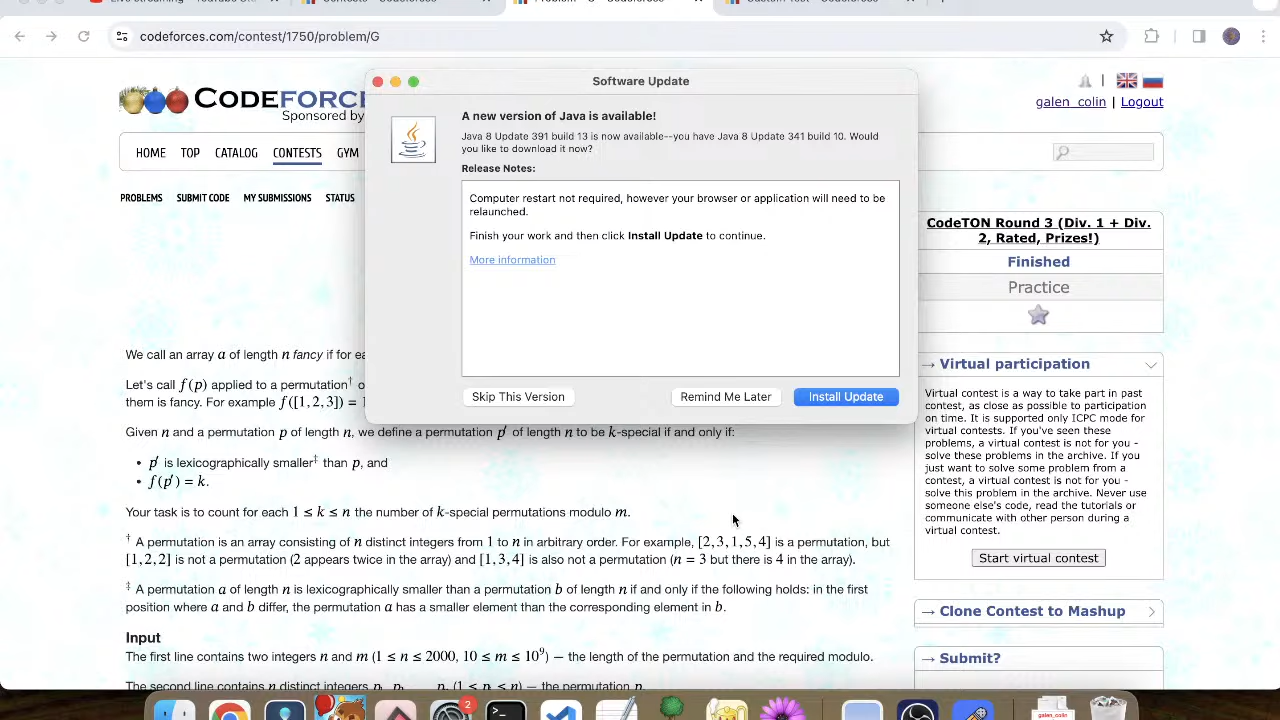 codeforces.com/contest/1750/problem/G
Software Update
A new version of Java is available!
Java 8 Update 391 build 13 is now available--you have Java 8 Update 341 build 10. Would
you like to download it now?
Release Notes:
Computer restart not required, however your browser or application will need to be
relaunched.
Finish your work and then click Install Update to continue.
More information
Skip This Version
Remind Me Later
Install Update
CODEFORCE
Sponsored by
galen_colin | Logout
HOME TOP CATALOG CONTESTS GYM
PROBLEMS SUBMIT CODE MY SUBMISSIONS STATUS
We call an array a of length n fancy if for ea
Let's call f(p) applied to a permutation† o
them is fancy. For example f([1, 2, 3]) = 1
Given n and a permutation p of length n, we define a permutation p′ of length n to be k-special if and only if:
• p′ is lexicographically smaller‡ than p, and
• f(p′) = k.
Your task is to count for each 1 ≤ k ≤ n the number of k-special permutations modulo m.
† A permutation is an array consisting of n distinct integers from 1 to n in arbitrary order. For example, [2, 3, 1, 5, 4] is a permutation, but
[1, 2, 2] is not a permutation (2 appears twice in the array) and [1, 3, 4] is also not a permutation (n = 3 but there is 4 in the array).
‡ A permutation a of length n is lexicographically smaller than a permutation b of length n if and only if the following holds: in the first
position where a and b differ, the permutation a has a smaller element than the corresponding element in b.
Input
The first line contains two integers n and m (1 ≤ n ≤ 2000, 10 ≤ m ≤ 10⁹) — the length of the permutation and the required modulo.
The second line contains n distinct integers
— the permutation p.
CodeTON Round 3 (Div. 1 + Div.
2, Rated, Prizes!)
Finished
Practice
→ Virtual participation
Virtual contest is a way to take part in past
contest, as close as possible to participation
on time. It is supported only ICPC mode for
virtual contests. If you've seen these
problems, a virtual contest is not for you -
solve these problems in the archive. If you
just want to solve some problem from a
contest, a virtual contest is not for you -
solve this problem in the archive. Never use
someone else's code, read the tutorials or
communicate with other person during a
virtual contest.
Start virtual contest
→ Clone Contest to Mashup
→ Submit?
2
galen_colin